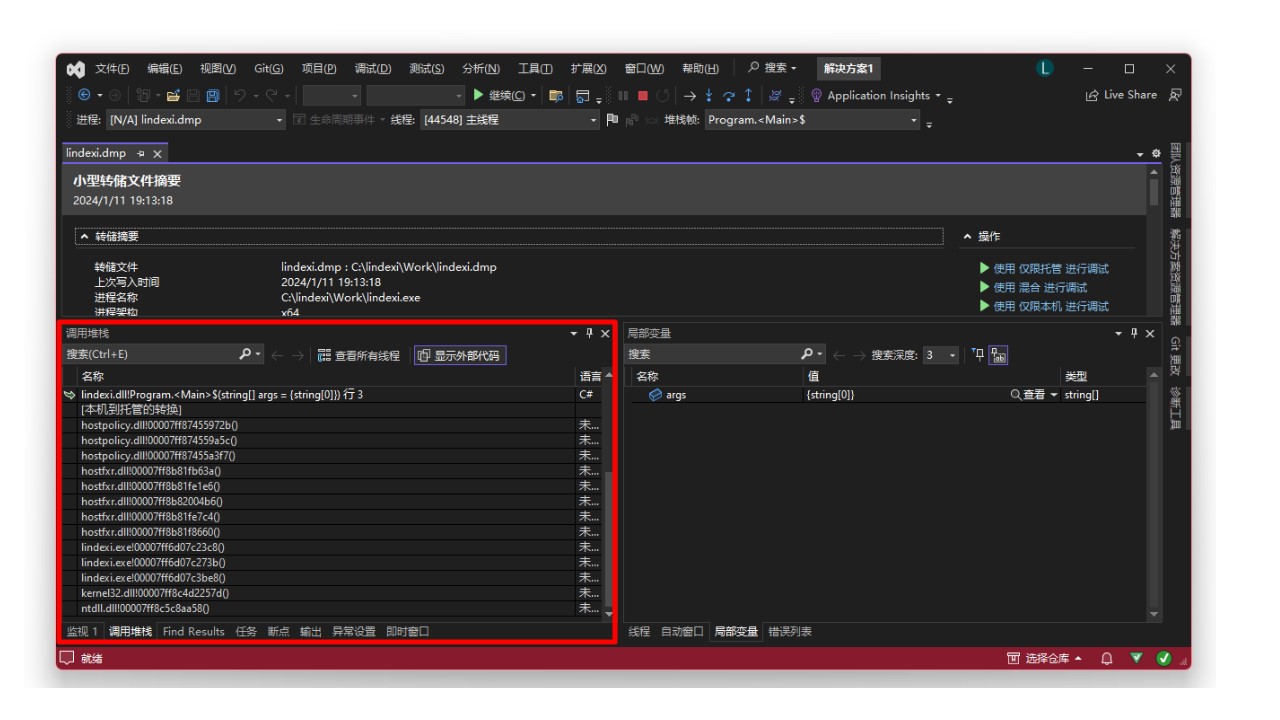 文件(F) 编辑(E) 视图(V) Git(G) 项目(P) 调试(D) 测试(S) 分析(N) 工具(T) 扩展(X) 窗口(W) 帮助(H) 搜索 解决方案1 L
继续(C) Application Insights Live Share
进程: [N/A] lindexi.dmp 生命周期事件 线程: [44548] 主线程 堆栈帧: Program.<Main>$
lindexi.dmp
小型转储文件摘要
2024/1/11 19:13:18
转储摘要
转储文件 lindexi.dmp : C:\lindexi\Work\lindexi.dmp
上次写入时间 2024/1/11 19:13:18
进程名称 C:\lindexi\Work\lindexi.exe
进程架构 x64
操作
使用 仅限托管 进行调试
使用 混合 进行调试
使用 仅限本机 进行调试
团队资源管理器
解决方案资源管理器
Git 更改
诊断工具
调用堆栈
搜索(Ctrl+E) 查看所有线程 显示外部代码
名称 语言
lindexi.dll!Program.<Main>$(string[] args = {string[0]}) 行 3 C#
[本机到托管的转换]
hostpolicy.dll!00007ff87455972b() 未...
hostpolicy.dll!00007ff874559a5c() 未...
hostpolicy.dll!00007ff87455a3f7() 未...
hostfxr.dll!00007ff8b81fb63a() 未...
hostfxr.dll!00007ff8b81fe1e6() 未...
hostfxr.dll!00007ff8b82004b6() 未...
hostfxr.dll!00007ff8b81fe7c4() 未...
hostfxr.dll!00007ff8b81f8660() 未...
lindexi.exe!00007ff6d07c23c8() 未...
lindexi.exe!00007ff6d07c273b() 未...
lindexi.exe!00007ff6d07c3be8() 未...
kernel32.dll!00007ff8c4d2257d() 未...
ntdll.dll!00007ff8c5c8aa58() 未...
监视 1 调用堆栈 Find Results 任务 断点 输出 异常设置 即时窗口
局部变量
搜索 搜索深度: 3
名称 值 类型
args {string[0]} 查看 string[]
线程 自动窗口 局部变量 错误列表
就绪 选择仓库